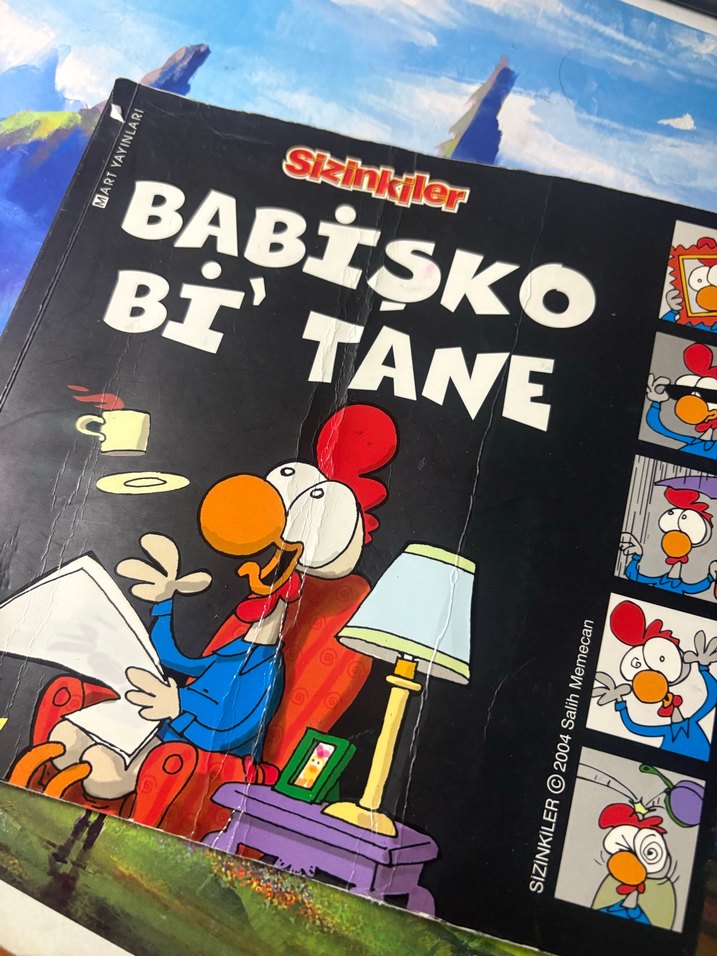 MART YAYINLARI
Sizinkiler
BABİŞKO
Bİ' TANE
SIZINKILER © 2004 Salih Memecan